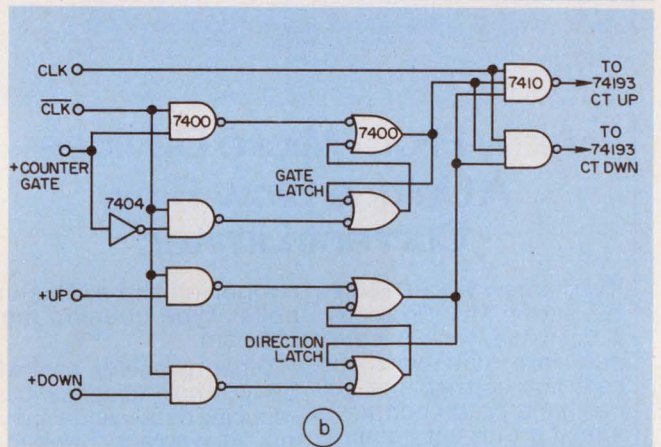 CLK
CLK
+COUNTER
GATE
7404
+UP
+DOWN
7400
7400
GATE
LATCH
DIRECTION
LATCH
7410
TO
74193
CT UP
TO
74193
CT DWN
b